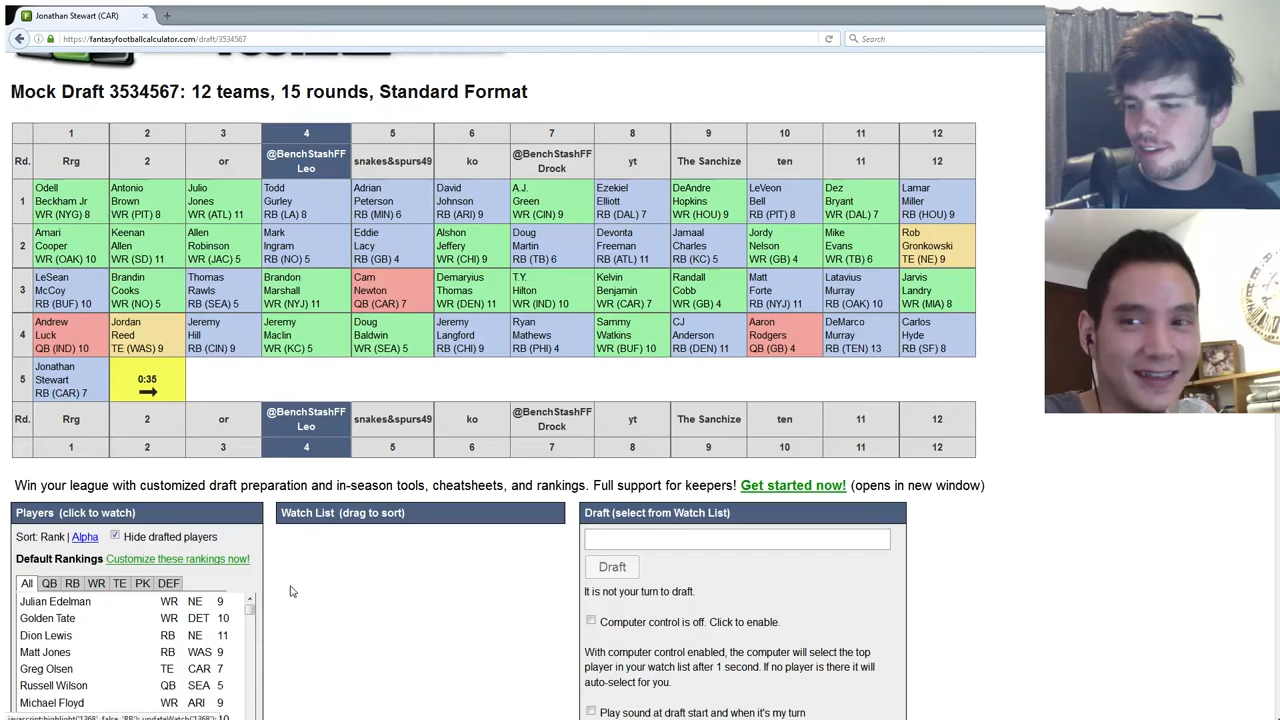 Jonathan Stewart (CAR)
https://fantasyfootballcalculator.com/draft/3534567
Search
Mock Draft 3534567: 12 teams, 15 rounds, Standard Format
1 2 3 4 5 6 7 8 9 10 11 12
Rd. Rrg 2 or @BenchStashFF Leo snakes&spurs49 ko @BenchStashFF Drock yt The Sanchize ten 11 12
1
Odell Antonio Julio Todd Adrian David A.J. Ezekiel DeAndre LeVeon Dez Lamar
Beckham Jr Brown Jones Gurley Peterson Johnson Green Elliott Hopkins Bell Bryant Miller
WR (NYG) 8 WR (PIT) 8 WR (ATL) 11 RB (LA) 8 RB (MIN) 6 RB (ARI) 9 WR (CIN) 9 RB (DAL) 7 WR (HOU) 9 RB (PIT) 8 WR (DAL) 7 RB (HOU) 9
2
Amari Keenan Allen Mark Eddie Alshon Doug Devonta Jamaal Jordy Mike Rob
Cooper Allen Robinson Ingram Lacy Jeffery Martin Freeman Charles Nelson Evans Gronkowski
WR (OAK) 10 WR (SD) 11 WR (JAC) 5 RB (NO) 5 RB (GB) 4 WR (CHI) 9 RB (TB) 6 RB (ATL) 11 RB (KC) 5 WR (GB) 4 WR (TB) 6 TE (NE) 9
3
LeSean Brandin Thomas Brandon Cam Demaryius T.Y. Kelvin Randall Matt Latavius Jarvis
McCoy Cooks Rawls Marshall Newton Thomas Hilton Benjamin Cobb Forte Murray Landry
RB (BUF) 10 WR (NO) 5 RB (SEA) 5 WR (NYJ) 11 QB (CAR) 7 WR (DEN) 11 WR (IND) 10 WR (CAR) 7 WR (GB) 4 RB (NYJ) 11 RB (OAK) 10 WR (MIA) 8
4
Andrew Jordan Jeremy Jeremy Doug Jeremy Ryan Sammy CJ Aaron DeMarco Carlos
Luck Reed Hill Maclin Baldwin Langford Mathews Watkins Anderson Rodgers Murray Hyde
QB (IND) 10 TE (WAS) 9 RB (CIN) 9 WR (KC) 5 WR (SEA) 5 RB (CHI) 9 RB (PHI) 4 WR (BUF) 10 RB (DEN) 11 QB (GB) 4 RB (TEN) 13 RB (SF) 8
5
Jonathan
Stewart 0:35
RB (CAR) 7
Rd. Rrg 2 or @BenchStashFF Leo snakes&spurs49 ko @BenchStashFF Drock yt The Sanchize ten 11 12
1 2 3 4 5 6 7 8 9 10 11 12
Win your league with customized draft preparation and in-season tools, cheatsheets, and rankings. Full support for keepers! Get started now! (opens in new window)
Players (click to watch)
Sort: Rank | Alpha Hide drafted players
Default Rankings Customize these rankings now!
All QB RB WR TE PK DEF
Julian Edelman WR NE 9
Golden Tate WR DET 10
Dion Lewis RB NE 11
Matt Jones RB WAS 9
Greg Olsen TE CAR 7
Russell Wilson QB SEA 5
Michael Floyd WR ARI 9
Watch List (drag to sort)
Draft (select from Watch List)
Draft
It is not your turn to draft.
Computer control is off. Click to enable.
With computer control enabled, the computer will select the top
player in your watch list after 1 second. If no player is there it will
auto-select for you.
Play sound at draft start and when it's my turn